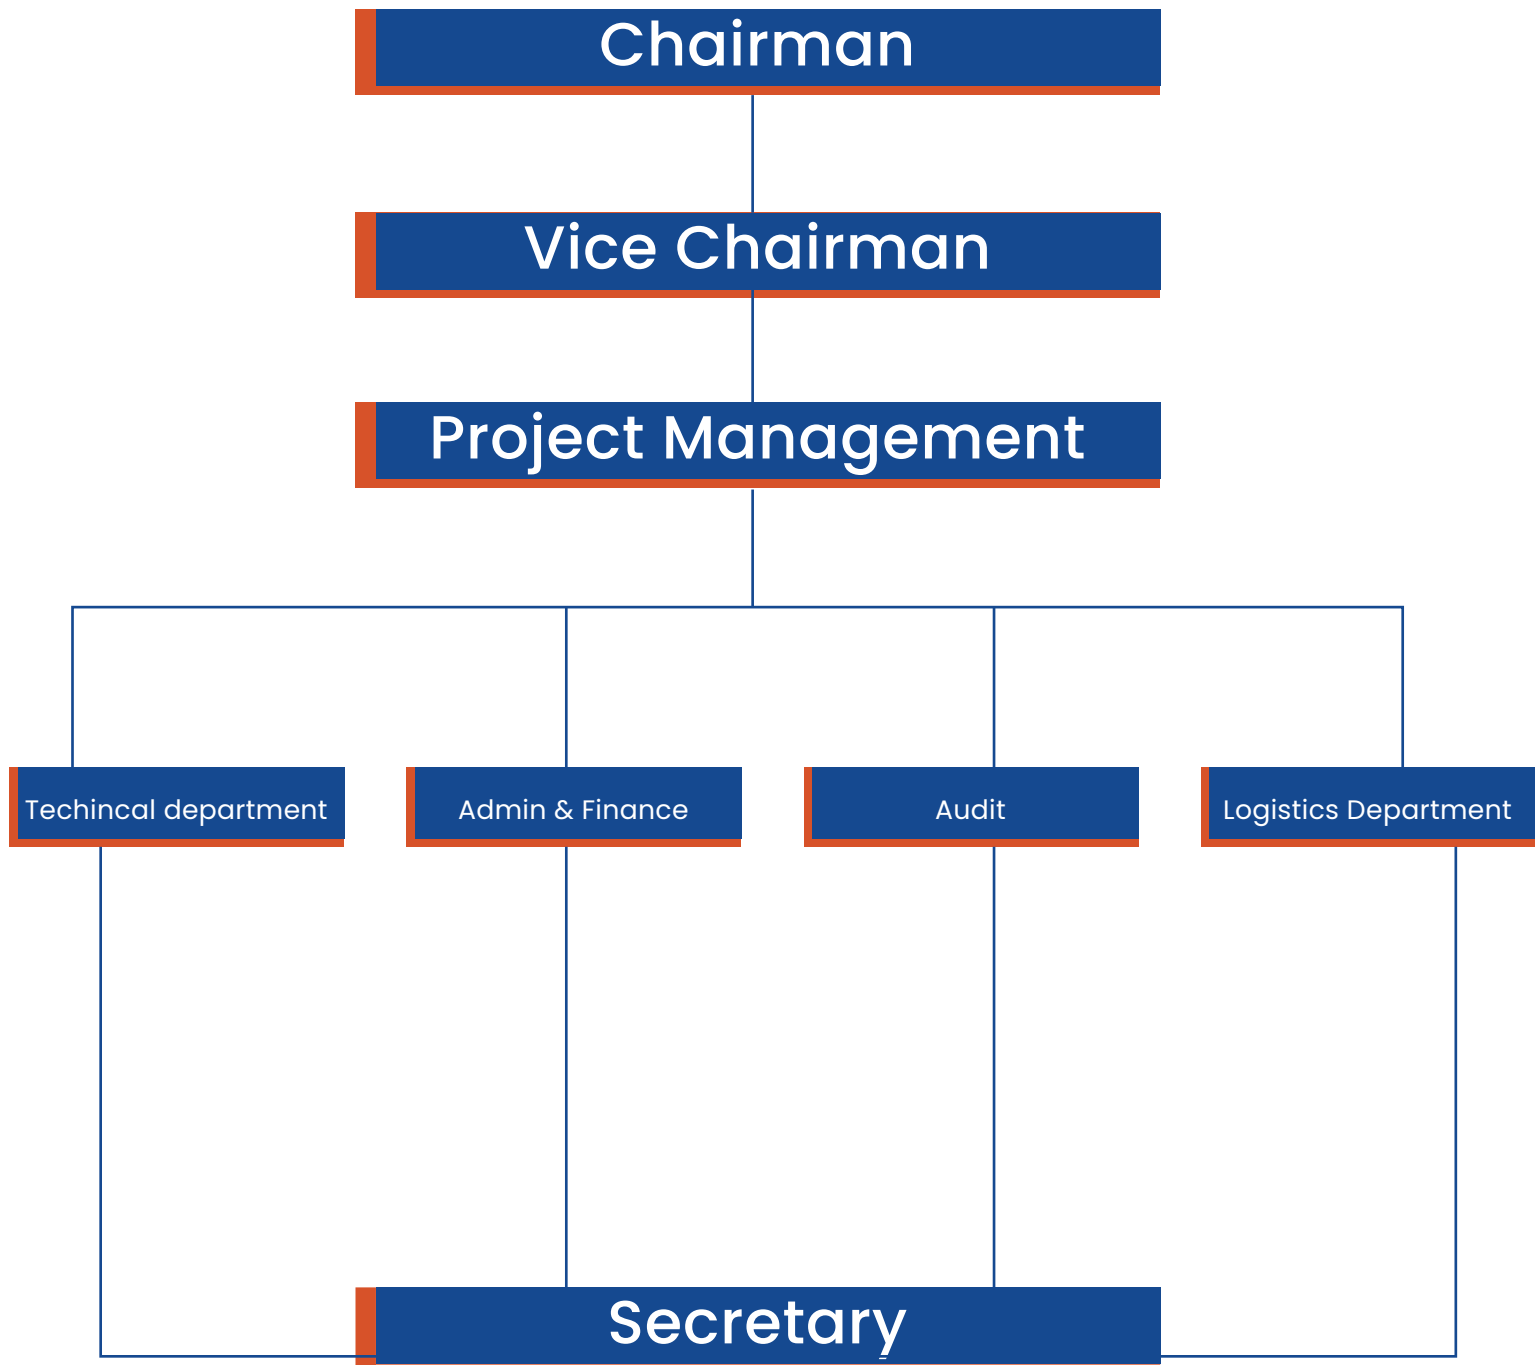 Chairman
Vice Chairman
Project Management
Techincal department
Admin & Finance
Audit
Logistics Department
Secretary